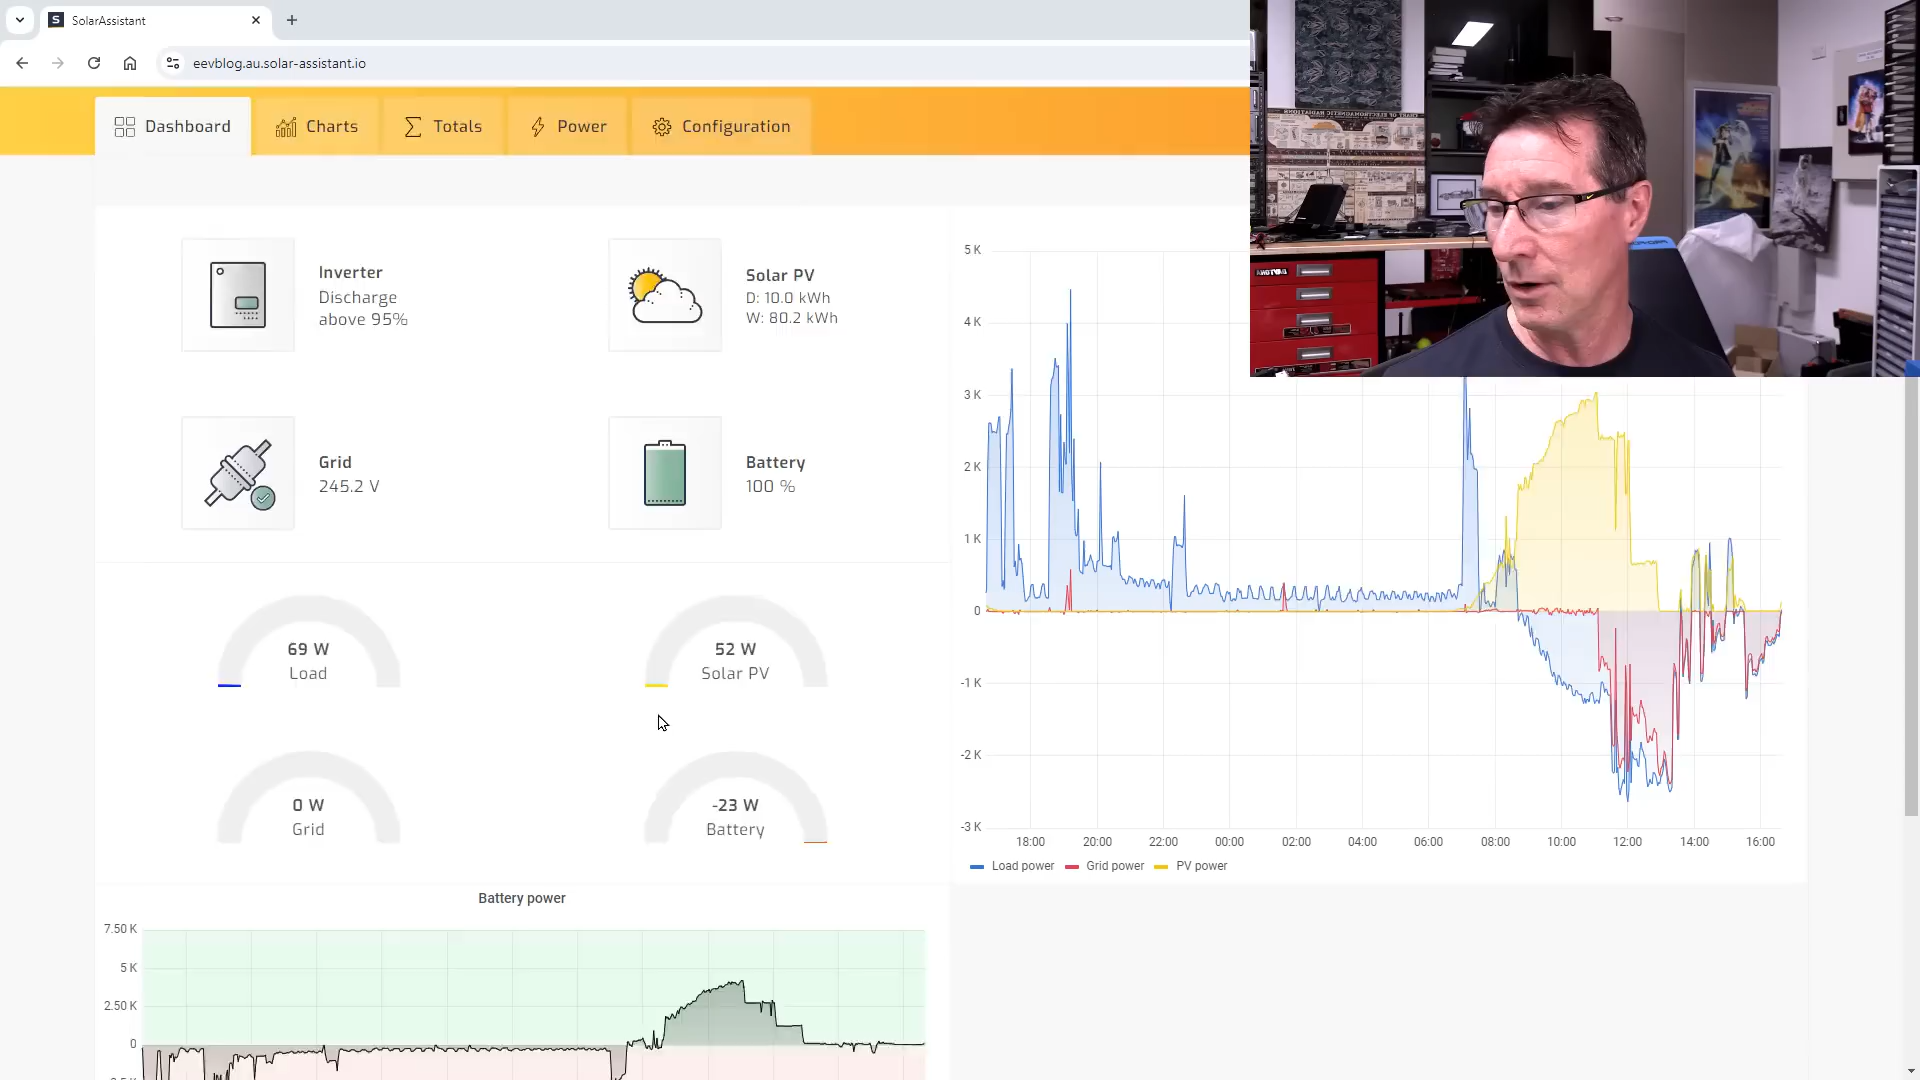 SolarAssistant
eevblog.au.solar-assistant.io
Dashboard
Charts
Totals
Power
Configuration
Inverter
Discharge
above 95%
Solar PV
D: 10.0 kWh
W: 80.2 kWh
Grid
245.2 V
Battery
100 %
69 W
Load
52 W
Solar PV
0 W
Grid
-23 W
Battery
5 K
4 K
3 K
2 K
1 K
0
-1 K
-2 K
-3 K
18:00 20:00 22:00 00:00 02:00 04:00 06:00 08:00 10:00 12:00 14:00 16:00
Load power Grid power PV power
Battery power
7.50 K
5 K
2.50 K
0